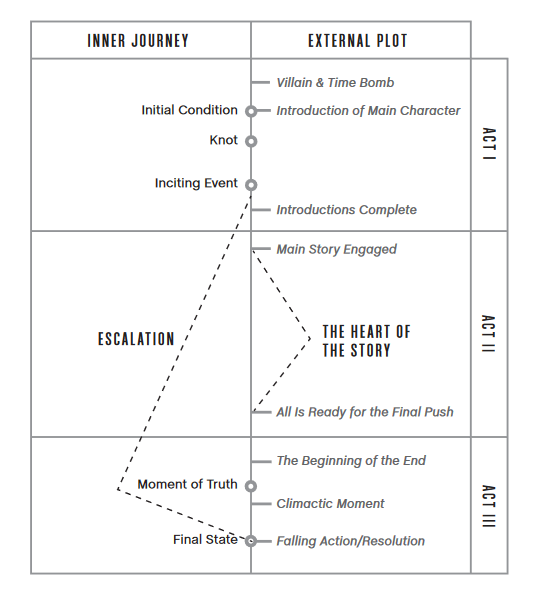 INNER JOURNEY
EXTERNAL PLOT
Villain & Time Bomb
Initial Condition
Introduction of Main Character
Knot
ACT I
Inciting Event
Introductions Complete
Main Story Engaged
ESCALATION
THE HEART OF
THE STORY
ACT II
All Is Ready for the Final Push
The Beginning of the End
Moment of Truth
Climactic Moment
ACT III
Final State
Falling Action/Resolution